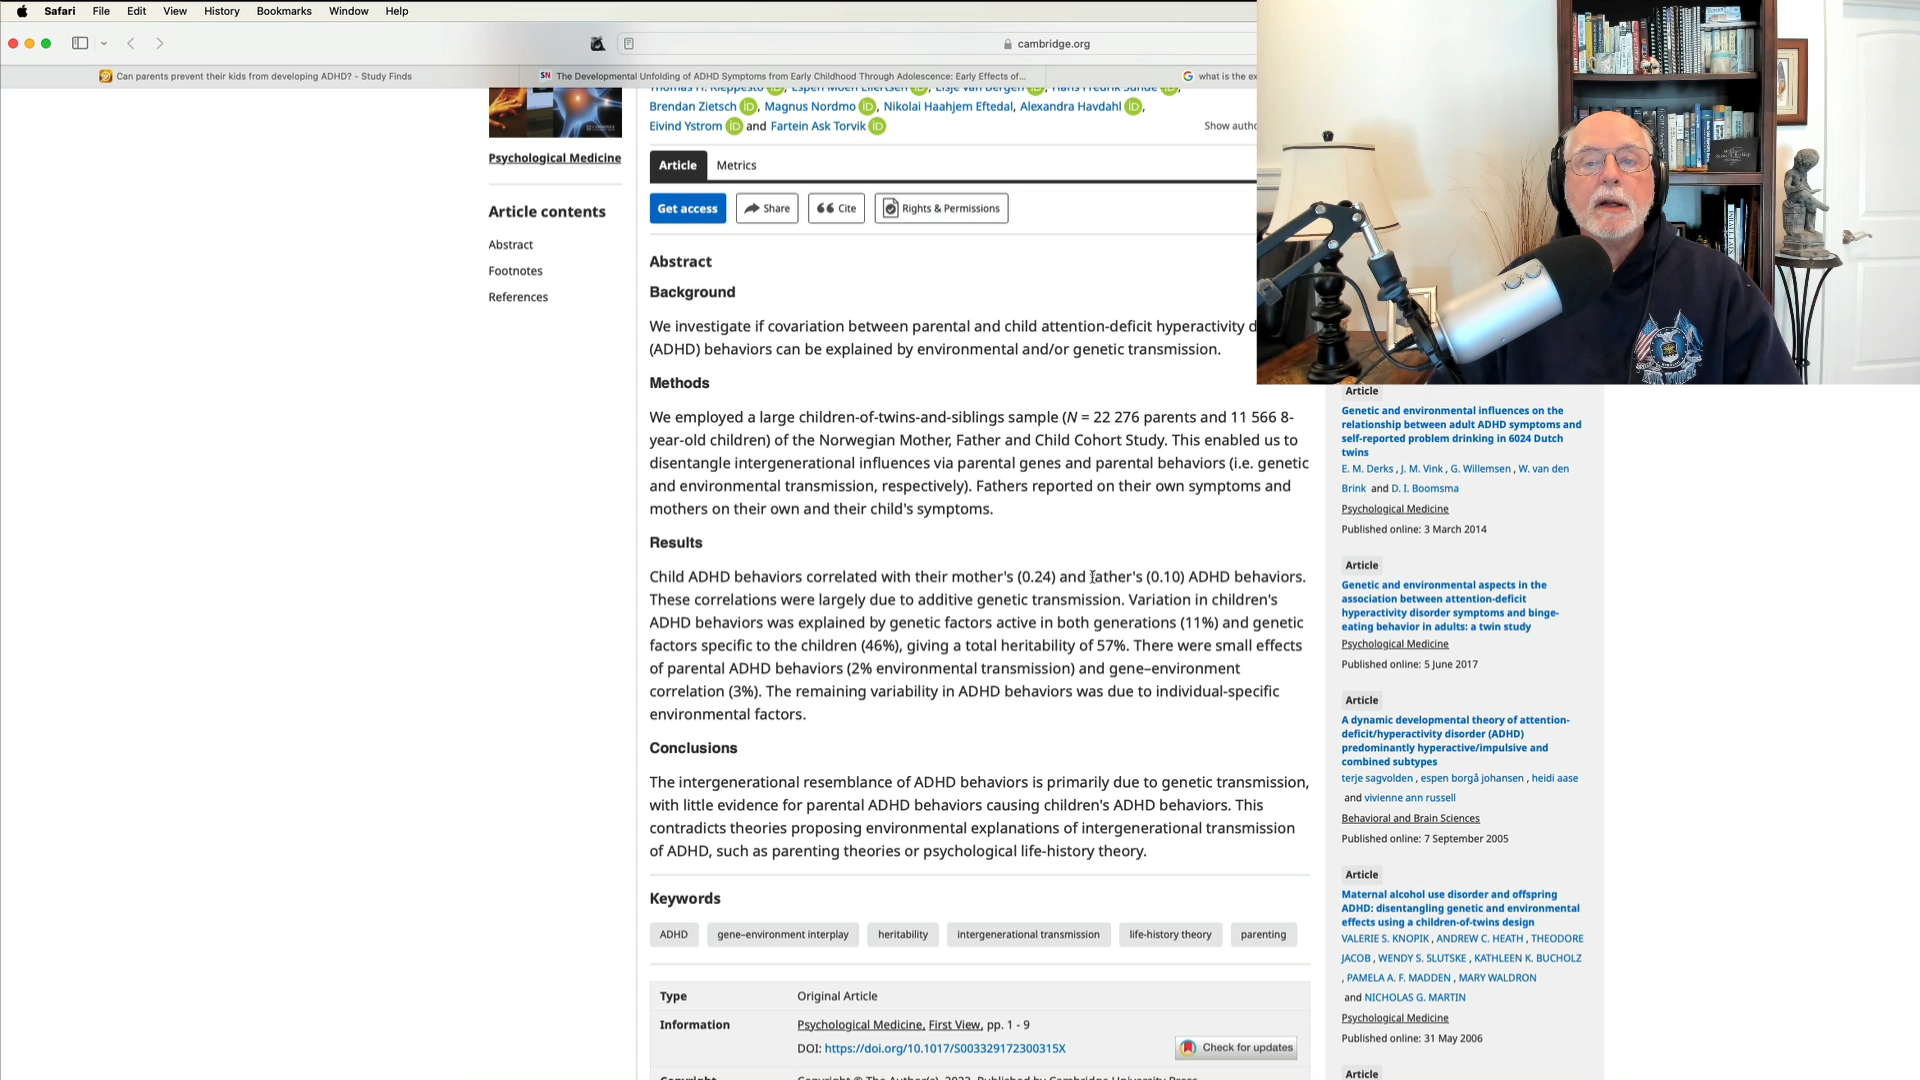 Safari File Edit View History Bookmarks Window Help
cambridge.org
Can parents prevent their kids from developing ADHD? - Study Finds
SN The Developmental Unfolding of ADHD Symptoms from Early Childhood Through Adolescence: Early Effects of...
what is the ex
Brendan Zietsch iD, Magnus Nordmo iD, Nikolai Haahjem Eftedal, Alexandra Havdahl iD,
Eivind Ystrom iD and Fartein Ask Torvik iD
Show autho
Psychological Medicine
Article contents
Abstract
Footnotes
References
Article Metrics
Get access Share Cite Rights & Permissions
Abstract
Background
We investigate if covariation between parental and child attention-deficit hyperactivity d
(ADHD) behaviors can be explained by environmental and/or genetic transmission.
Methods
We employed a large children-of-twins-and-siblings sample (N = 22 276 parents and 11 566 8-
year-old children) of the Norwegian Mother, Father and Child Cohort Study. This enabled us to
disentangle intergenerational influences via parental genes and parental behaviors (i.e. genetic
and environmental transmission, respectively). Fathers reported on their own symptoms and
mothers on their own and their child's symptoms.
Results
Child ADHD behaviors correlated with their mother's (0.24) and father's (0.10) ADHD behaviors.
These correlations were largely due to additive genetic transmission. Variation in children's
ADHD behaviors was explained by genetic factors active in both generations (11%) and genetic
factors specific to the children (46%), giving a total heritability of 57%. There were small effects
of parental ADHD behaviors (2% environmental transmission) and gene–environment
correlation (3%). The remaining variability in ADHD behaviors was due to individual-specific
environmental factors.
Conclusions
The intergenerational resemblance of ADHD behaviors is primarily due to genetic transmission,
with little evidence for parental ADHD behaviors causing children's ADHD behaviors. This
contradicts theories proposing environmental explanations of intergenerational transmission
of ADHD, such as parenting theories or psychological life-history theory.
Keywords
ADHD gene–environment interplay heritability intergenerational transmission life-history theory parenting
Type Original Article
Information Psychological Medicine, First View, pp. 1 - 9
DOI: https://doi.org/10.1017/S003329172300315X
Check for updates
Article
Genetic and environmental influences on the
relationship between adult ADHD symptoms and
self-reported problem drinking in 6024 Dutch
twins
E. M. Derks , J. M. Vink , G. Willemsen , W. van den
Brink and D. I. Boomsma
Psychological Medicine
Published online: 3 March 2014
Article
Genetic and environmental aspects in the
association between attention-deficit
hyperactivity disorder symptoms and binge-
eating behavior in adults: a twin study
Psychological Medicine
Published online: 5 June 2017
Article
A dynamic developmental theory of attention-
deficit/hyperactivity disorder (ADHD)
predominantly hyperactive/impulsive and
combined subtypes
terje sagvolden , espen borgå johansen , heidi aase
and vivienne ann russell
Behavioral and Brain Sciences
Published online: 7 September 2005
Article
Maternal alcohol use disorder and offspring
ADHD: disentangling genetic and environmental
effects using a children-of-twins design
VALERIE S. KNOPIK , ANDREW C. HEATH , THEODORE
JACOB , WENDY S. SLUTSKE , KATHLEEN K. BUCHOLZ
, PAMELA A. F. MADDEN , MARY WALDRON
and NICHOLAS G. MARTIN
Psychological Medicine
Published online: 31 May 2006
Article